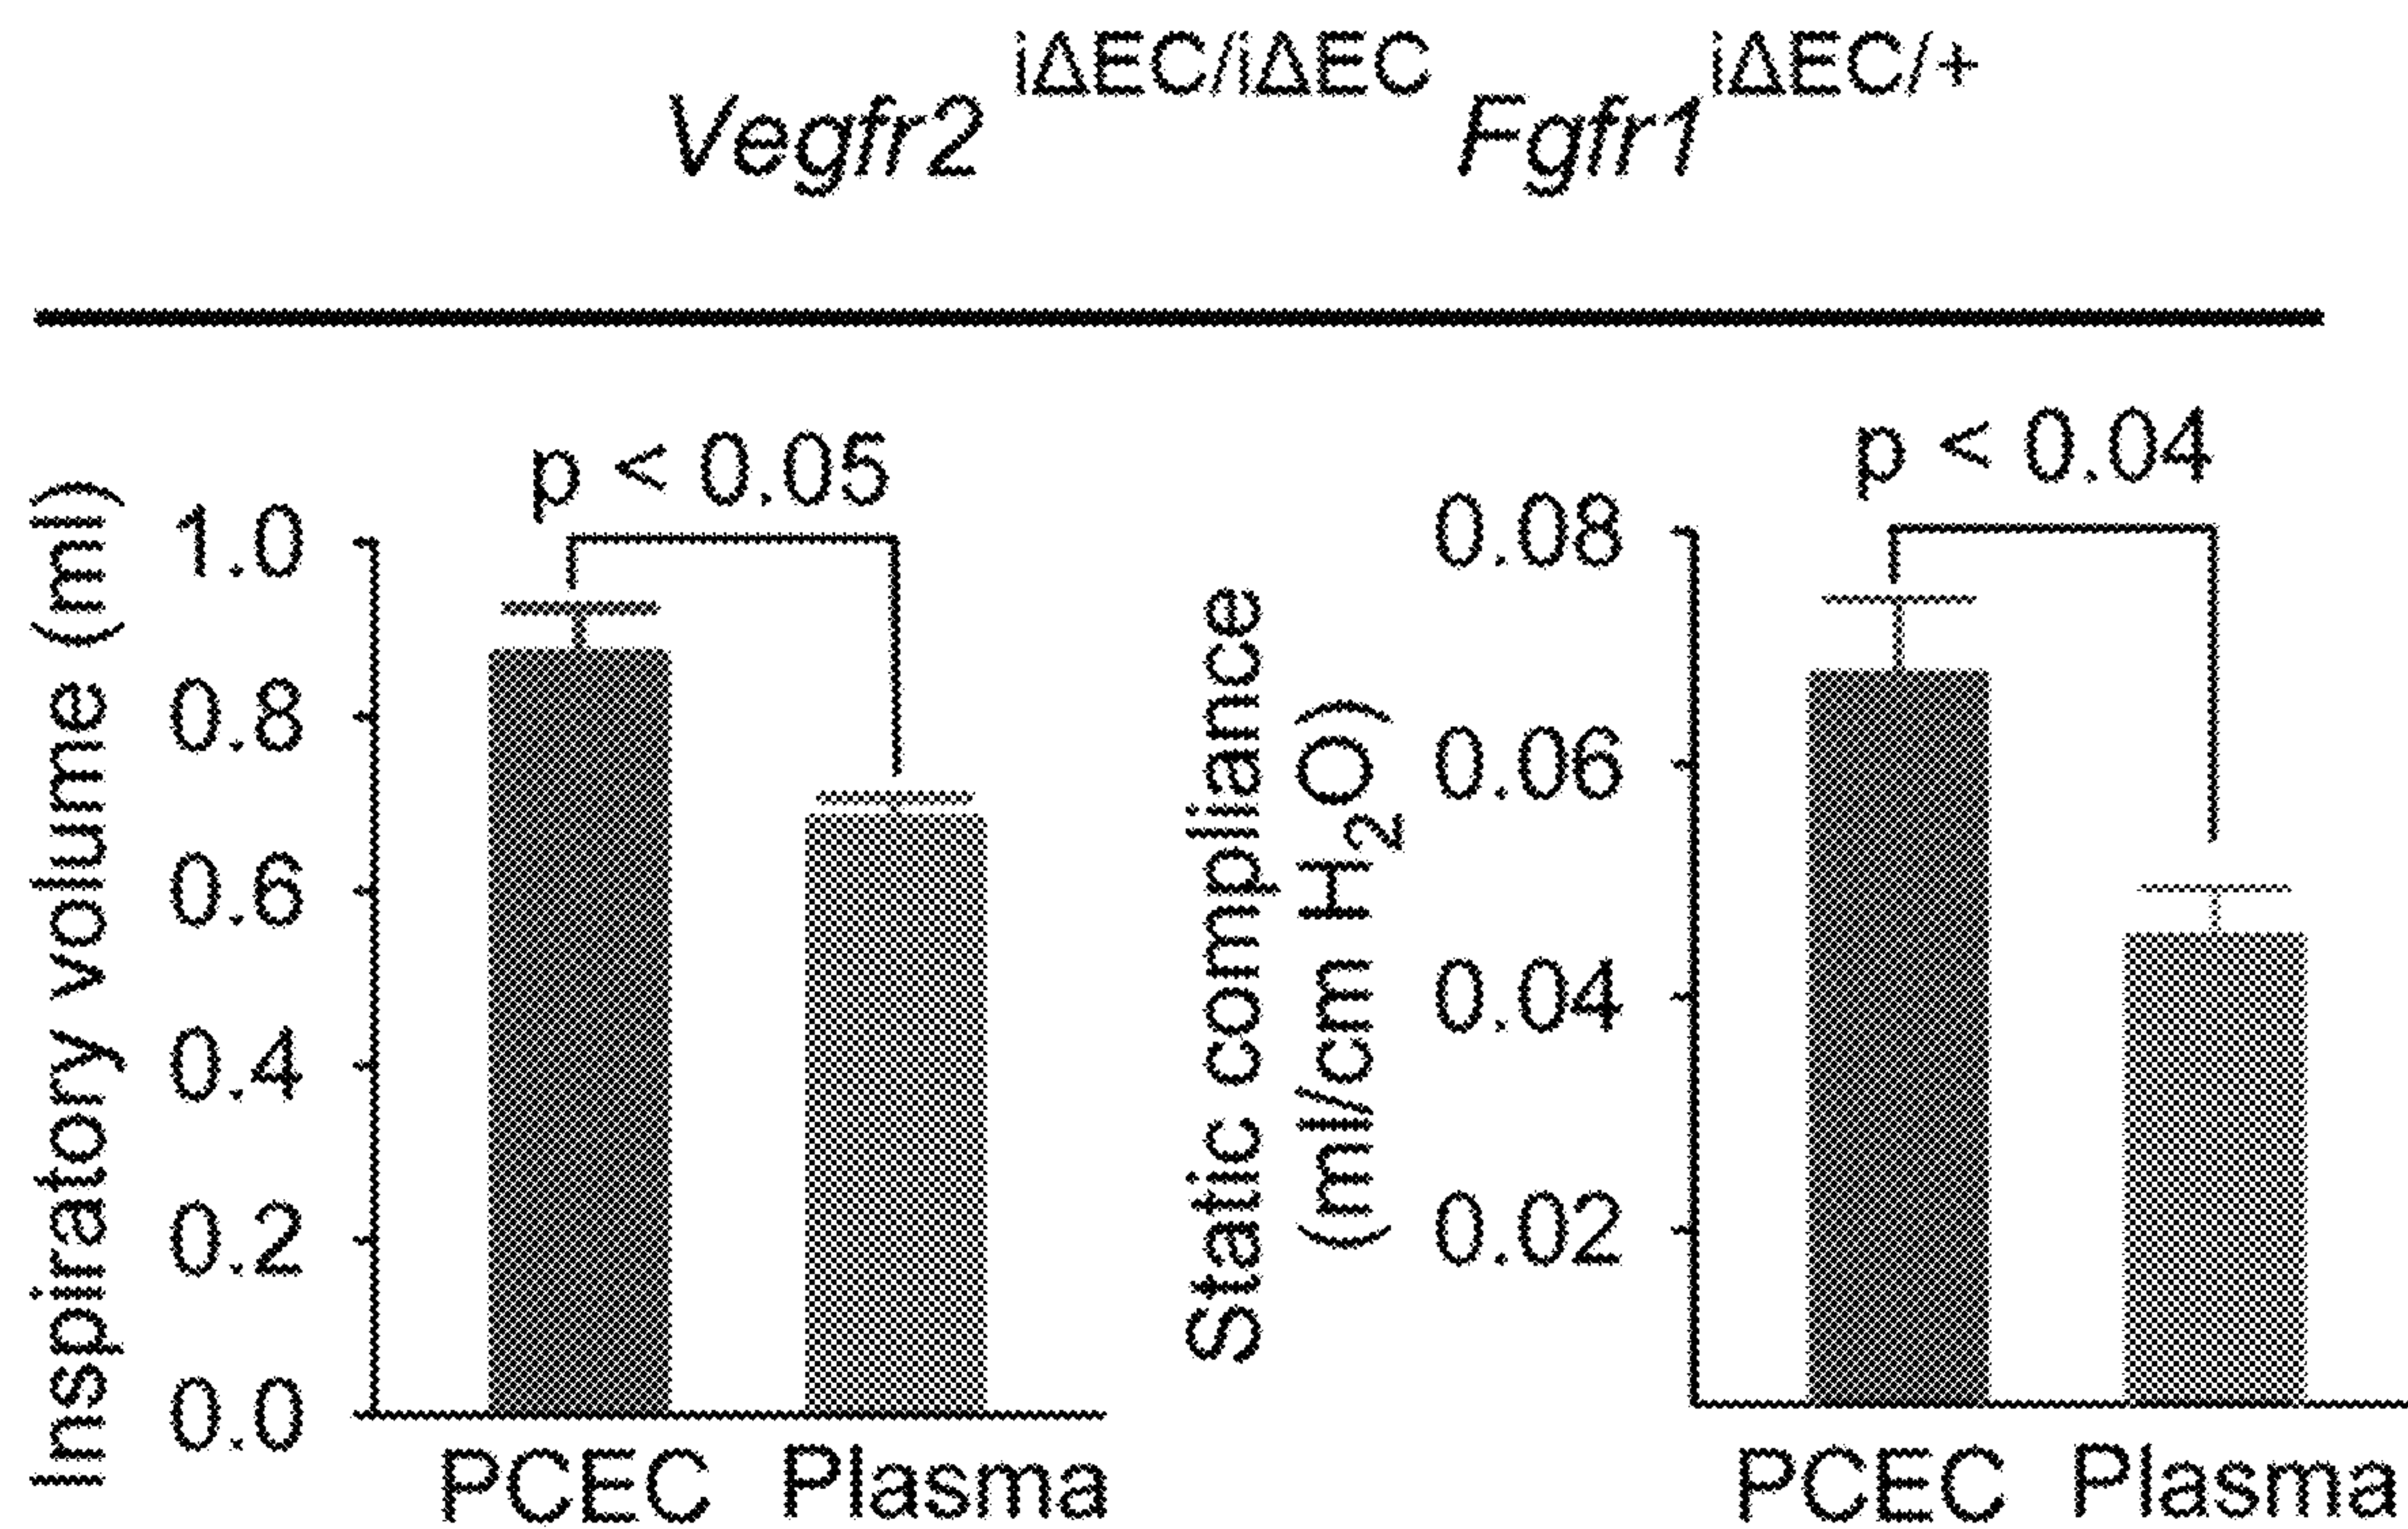 Vegfr2 iΔEC/iΔEC Fgfr1 iΔEC/+
Inspiratory volume (ml)
p < 0.05
1.0
0.8
0.6
0.4
0.2
0.0
PCEC Plasma
Static compliance
(ml/cm H₂O)
p < 0.04
0.08
0.06
0.04
0.02
PCEC Plasma